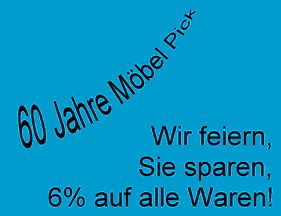 60 Jahre Möbel Pick
Wir feiern,
Sie sparen,
6% auf alle Waren!